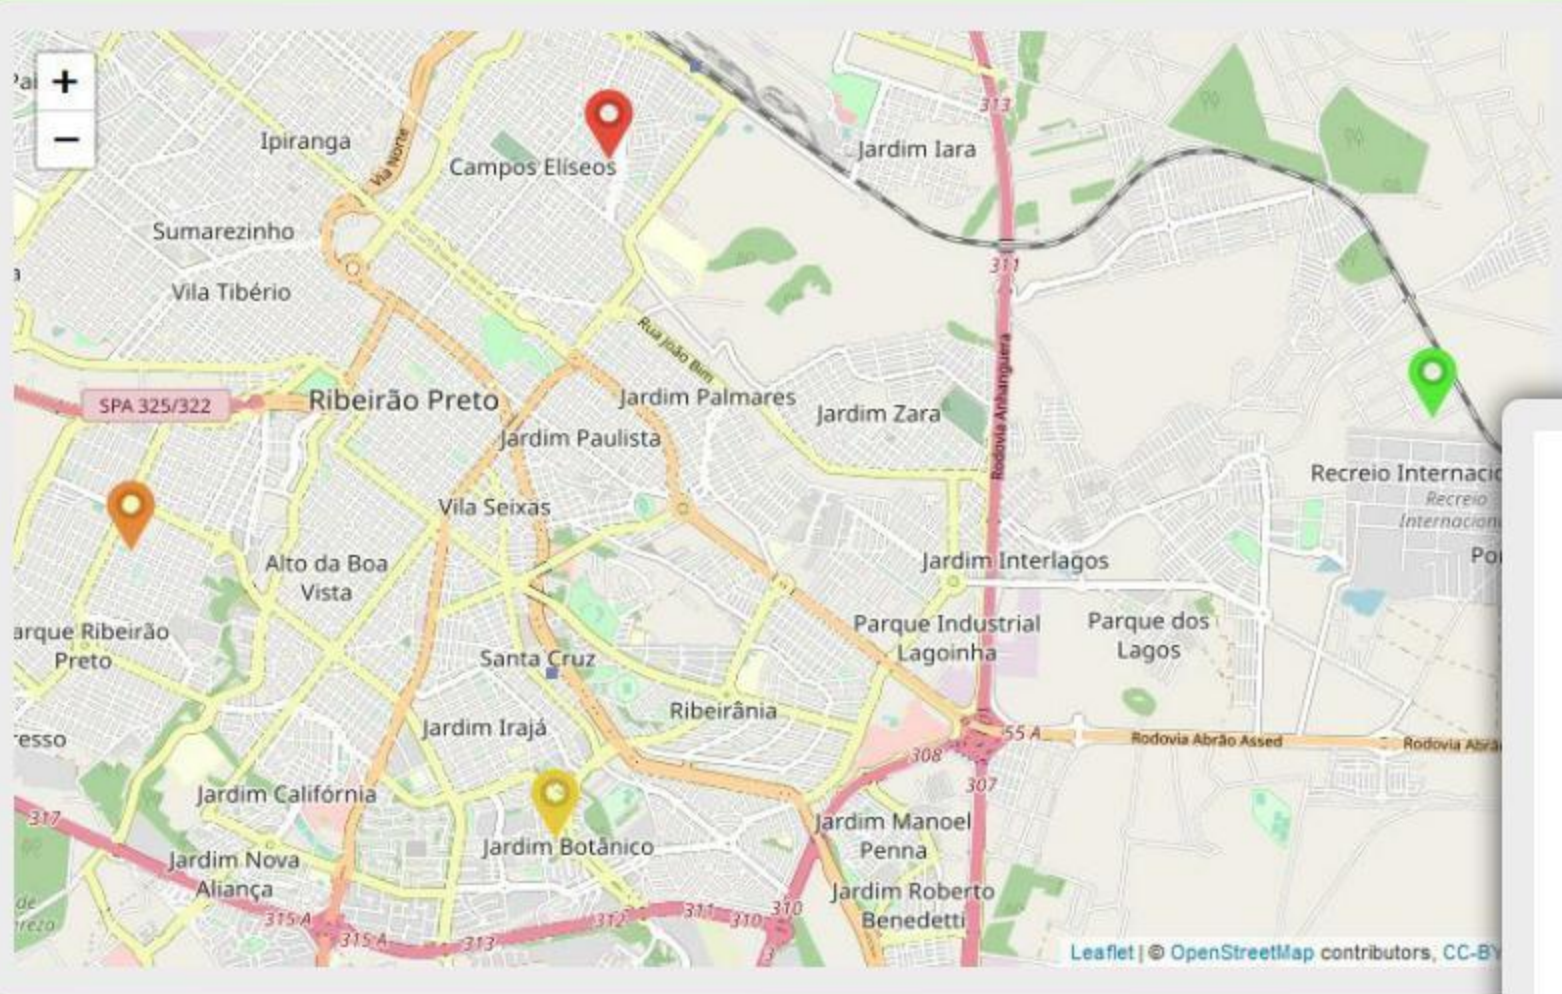 +
−
313
Jardim Iara
Ipiranga
Via Norte
Campos Elíseos
Sumarezinho
311
Vila Tibério
Rua João Bim
Rodovia Anhanguera
SPA 325/322
Ribeirão Preto
Jardim Palmares
Jardim Zara
Jardim Paulista
Recreio Internacio
Recreio
Internacion
Vila Seixas
Alto da Boa
Vista
Jardim Interlagos
Po
arque Ribeirão
Preto
Parque Industrial
Lagoinha
Parque dos
Lagos
Santa Cruz
Ribeirânia
Jardim Irajá
resso
55 A
Rodovia Abrão Assed
Rodovia Abrã
308
307
Jardim Califórnia
317
Jardim Botânico
Jardim Manoel
Penna
Jardim Nova
Aliança
Jardim Roberto
Benedetti
de
315 A
315 A
313
312
311
310
310
Leaflet | © OpenStreetMap contributors, CC-BY